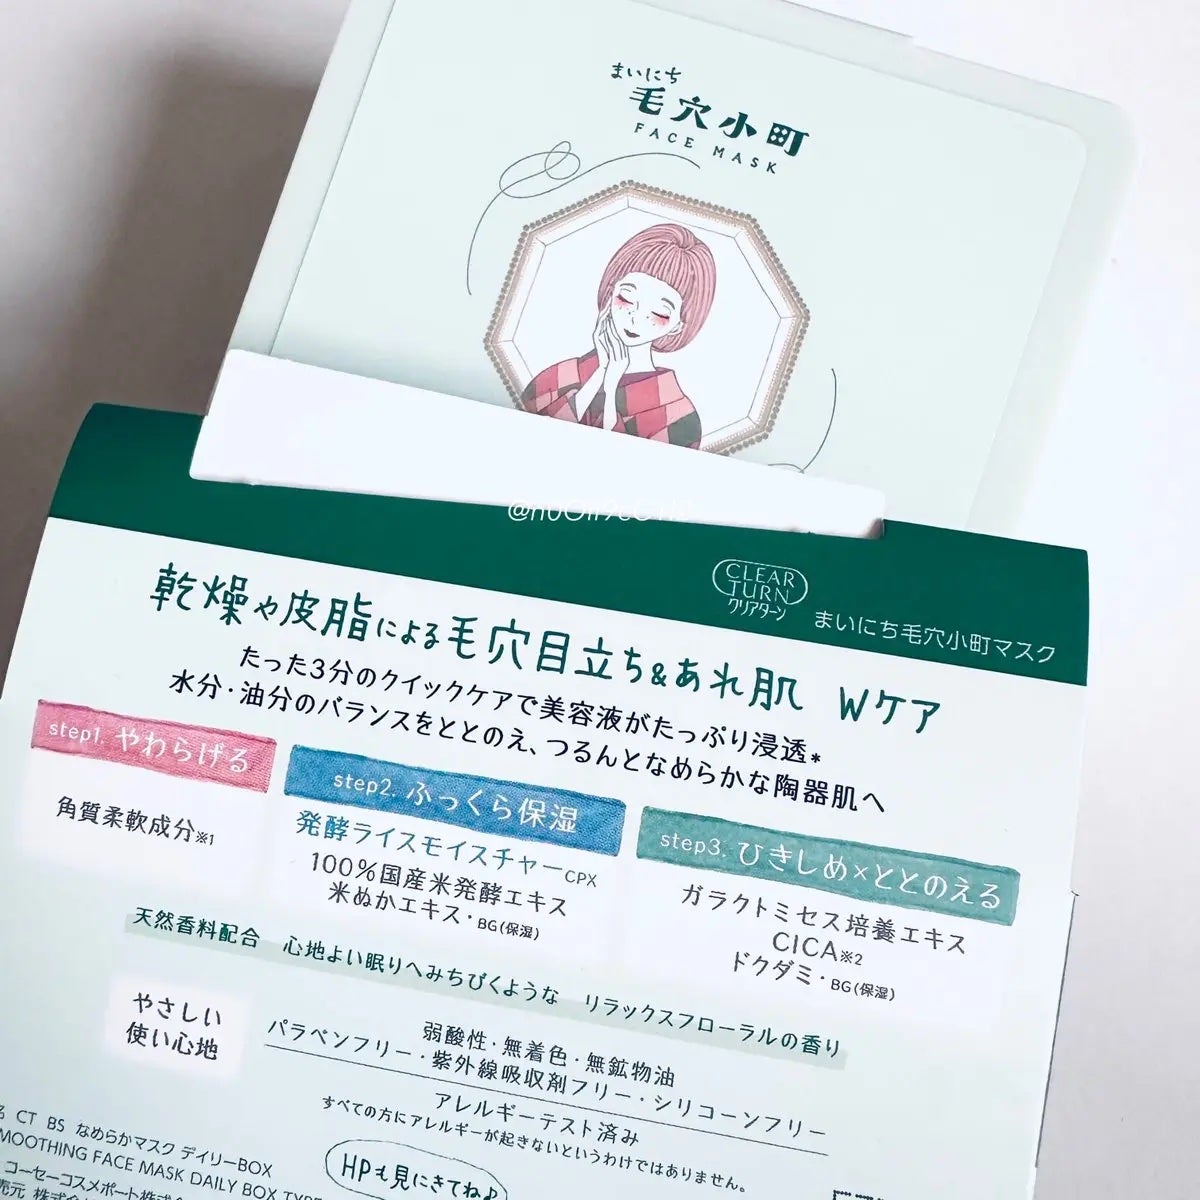 まいにち
毛穴小町
FACE MASK
CLEAR
TURN
クリアターン
まいにち毛穴小町マスク
乾燥や皮脂による毛穴目立ち&あれ肌 Wケア
たった3分のクイックケアで美容液がたっぷり浸透*
水分・油分のバランスをととのえ、つるんとなめらかな陶器肌へ
step1. やわらげる
角質柔軟成分※1
step2. ふっくら保湿
発酵ライスモイスチャーCPX
100%国産米発酵エキス
米ぬかエキス・BG(保湿)
step3. ひきしめ×ととのえる
ガラクトミセス培養エキス
CICA※2
ドクダミ・BG(保湿)
天然香料配合 心地よい眠りへみちびくような リラックスフローラルの香り
やさしい
使い心地
弱酸性・無着色・無鉱物油
パラベンフリー・紫外線吸収剤フリー・シリコーンフリー
アレルギーテスト済み
すべての方にアレルギーが起きないというわけではありません。
CT BS なめらかマスク デイリーBOX
MOOTHING FACE MASK DAILY BOX TYPE
コーセーコスメポート株式会社
売元 株式
HPも見にきてね♪